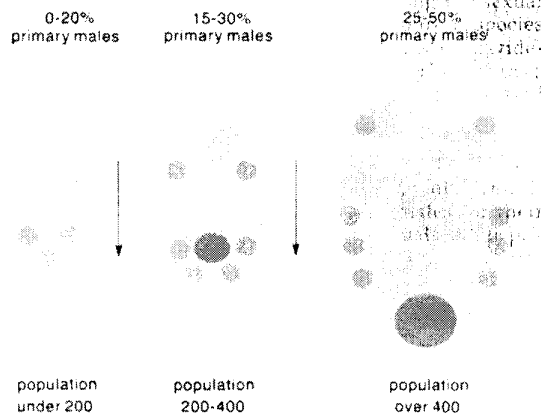 0-20%
primary males
15-30%
primary males
25-50%
primary males
population
under 200
population
200-400
population
over 400